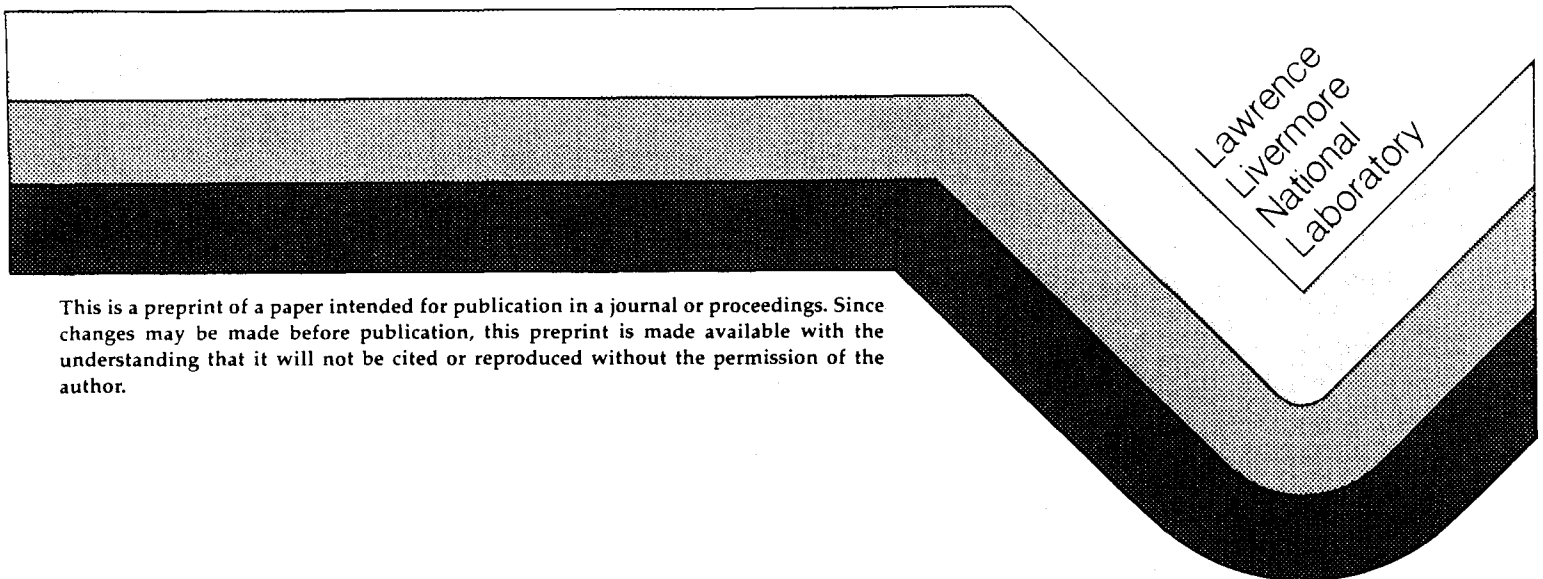 Lawrence
Livermore
National
Laboratory
This is a preprint of a paper intended for publication in a journal or proceedings. Since
changes may be made before publication, this preprint is made available with the
understanding that it will not be cited or reproduced without the permission of the
author.